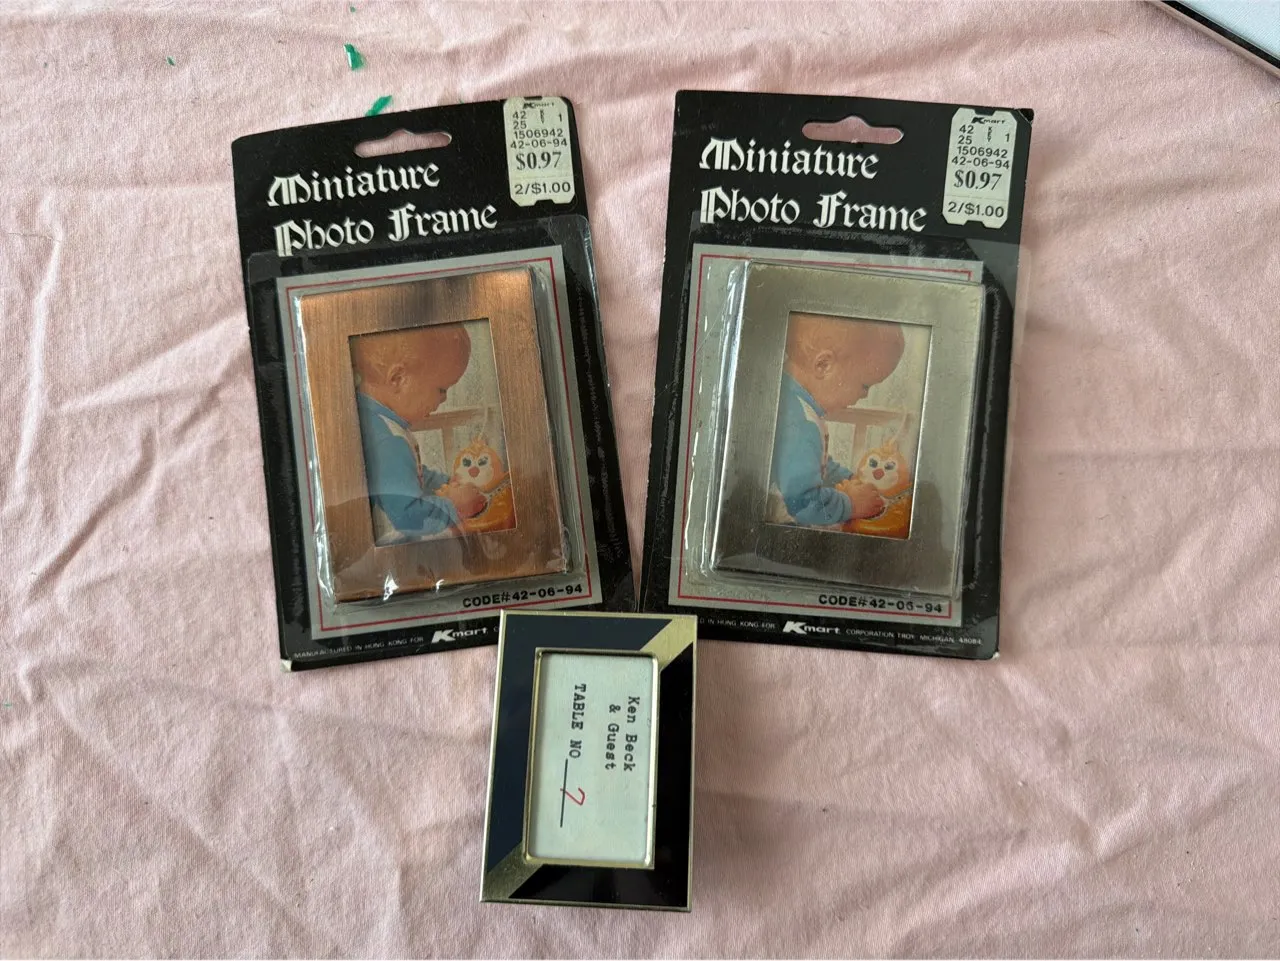 Kmart
42 1
25
1506942
42-06-94
$0.97
2/$1.00
Miniature
Photo Frame
CODE#42-06-94
MANUFACTURED IN HONG KONG FOR Kmart
Kmart
42 1
25
1506942
42-06-94
$0.97
2/$1.00
Miniature
Photo Frame
CODE#42-06-94
D IN HONG KONG FOR Kmart CORPORATION TROY, MICHIGAN, 48084
Ken Beck
& Guest
TABLE NO 7